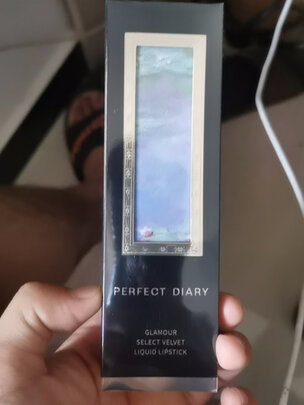 PERFECT DIARY
GLAMOUR
SELECT VELVET
LIQUID LIPSTICK